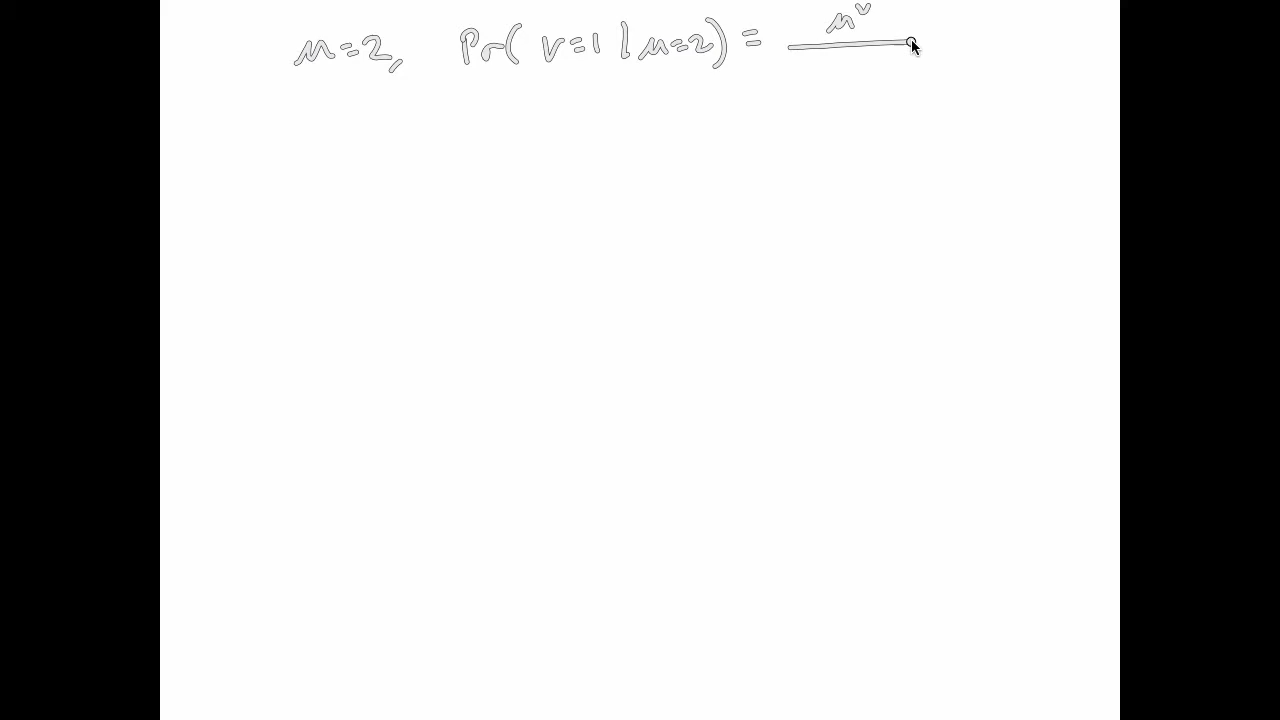 μ=2, Pr( v=1 | μ=2) = μ^v